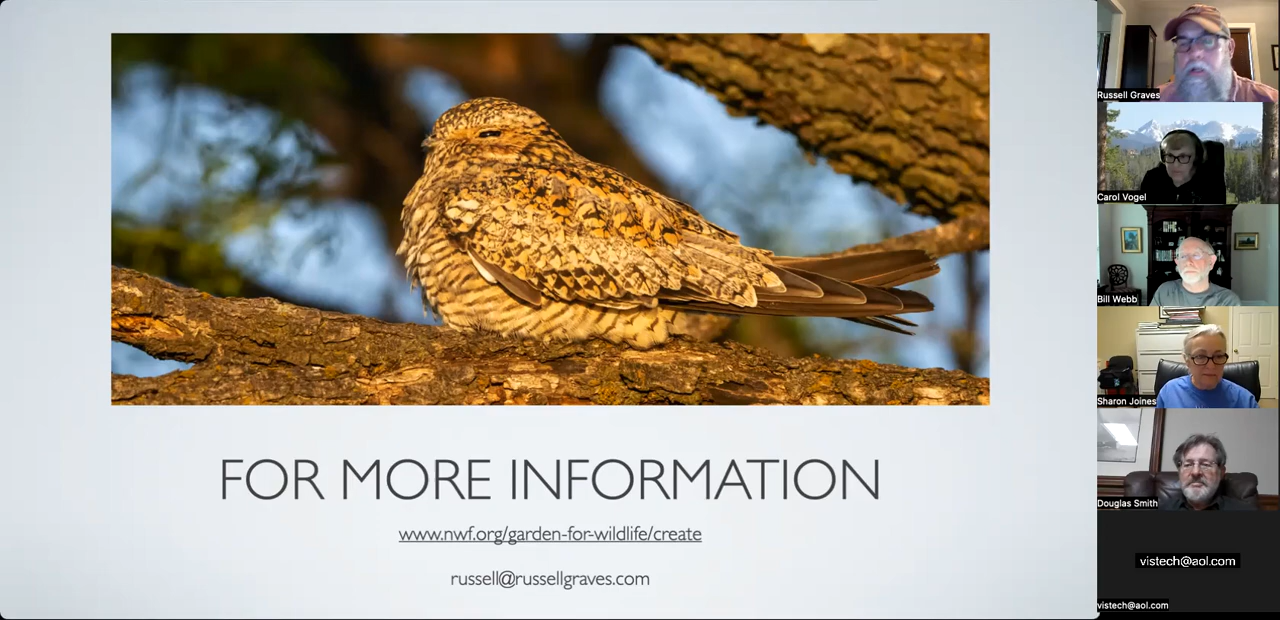 FOR MORE INFORMATION
www.nwf.org/garden-for-wildlife/create
russell@russellgraves.com
Russell Graves
Carol Vogel
Bill Webb
Sharon Joines
Douglas Smith
vistech@aol.com
vistech@aol.com